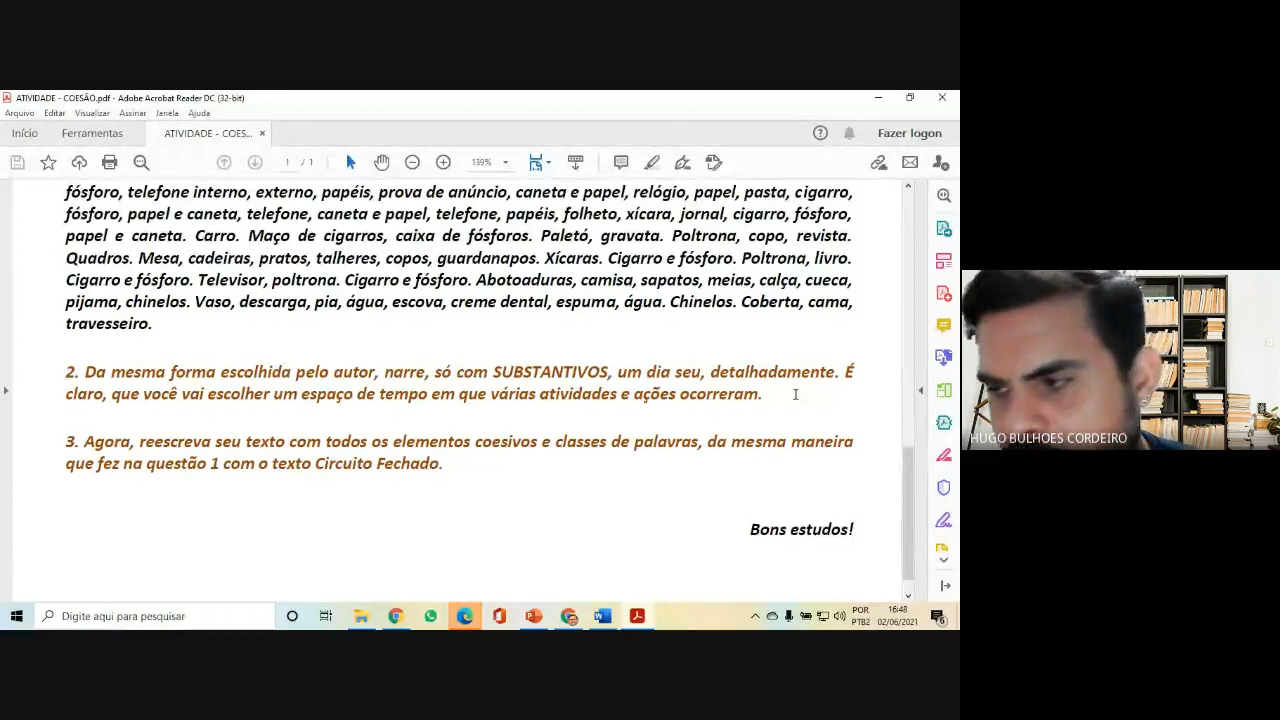 ATIVIDADE - COESÃO.pdf - Adobe Acrobat Reader DC (32-bit)
Arquivo Editar Visualizar Assinar Janela Ajuda
Início Ferramentas ATIVIDADE - COES... × Fazer logon
1 / 1 139%
fósforo, telefone interno, externo, papéis, prova de anúncio, caneta e papel, relógio, papel, pasta, cigarro,
fósforo, papel e caneta, telefone, caneta e papel, telefone, papéis, folheto, xícara, jornal, cigarro, fósforo,
papel e caneta. Carro. Maço de cigarros, caixa de fósforos. Paletó, gravata. Poltrona, copo, revista.
Quadros. Mesa, cadeiras, pratos, talheres, copos, guardanapos. Xícaras. Cigarro e fósforo. Poltrona, livro.
Cigarro e fósforo. Televisor, poltrona. Cigarro e fósforo. Abotoaduras, camisa, sapatos, meias, calça, cueca,
pijama, chinelos. Vaso, descarga, pia, água, escova, creme dental, espuma, água. Chinelos. Coberta, cama,
travesseiro.
2. Da mesma forma escolhida pelo autor, narre, só com SUBSTANTIVOS, um dia seu, detalhadamente. É
claro, que você vai escolher um espaço de tempo em que várias atividades e ações ocorreram.
3. Agora, reescreva seu texto com todos os elementos coesivos e classes de palavras, da mesma maneira
que fez na questão 1 com o texto Circuito Fechado.
Bons estudos!
HUGO BULHOES CORDEIRO
Digite aqui para pesquisar
POR
PTB2
16:48
02/06/2021
6